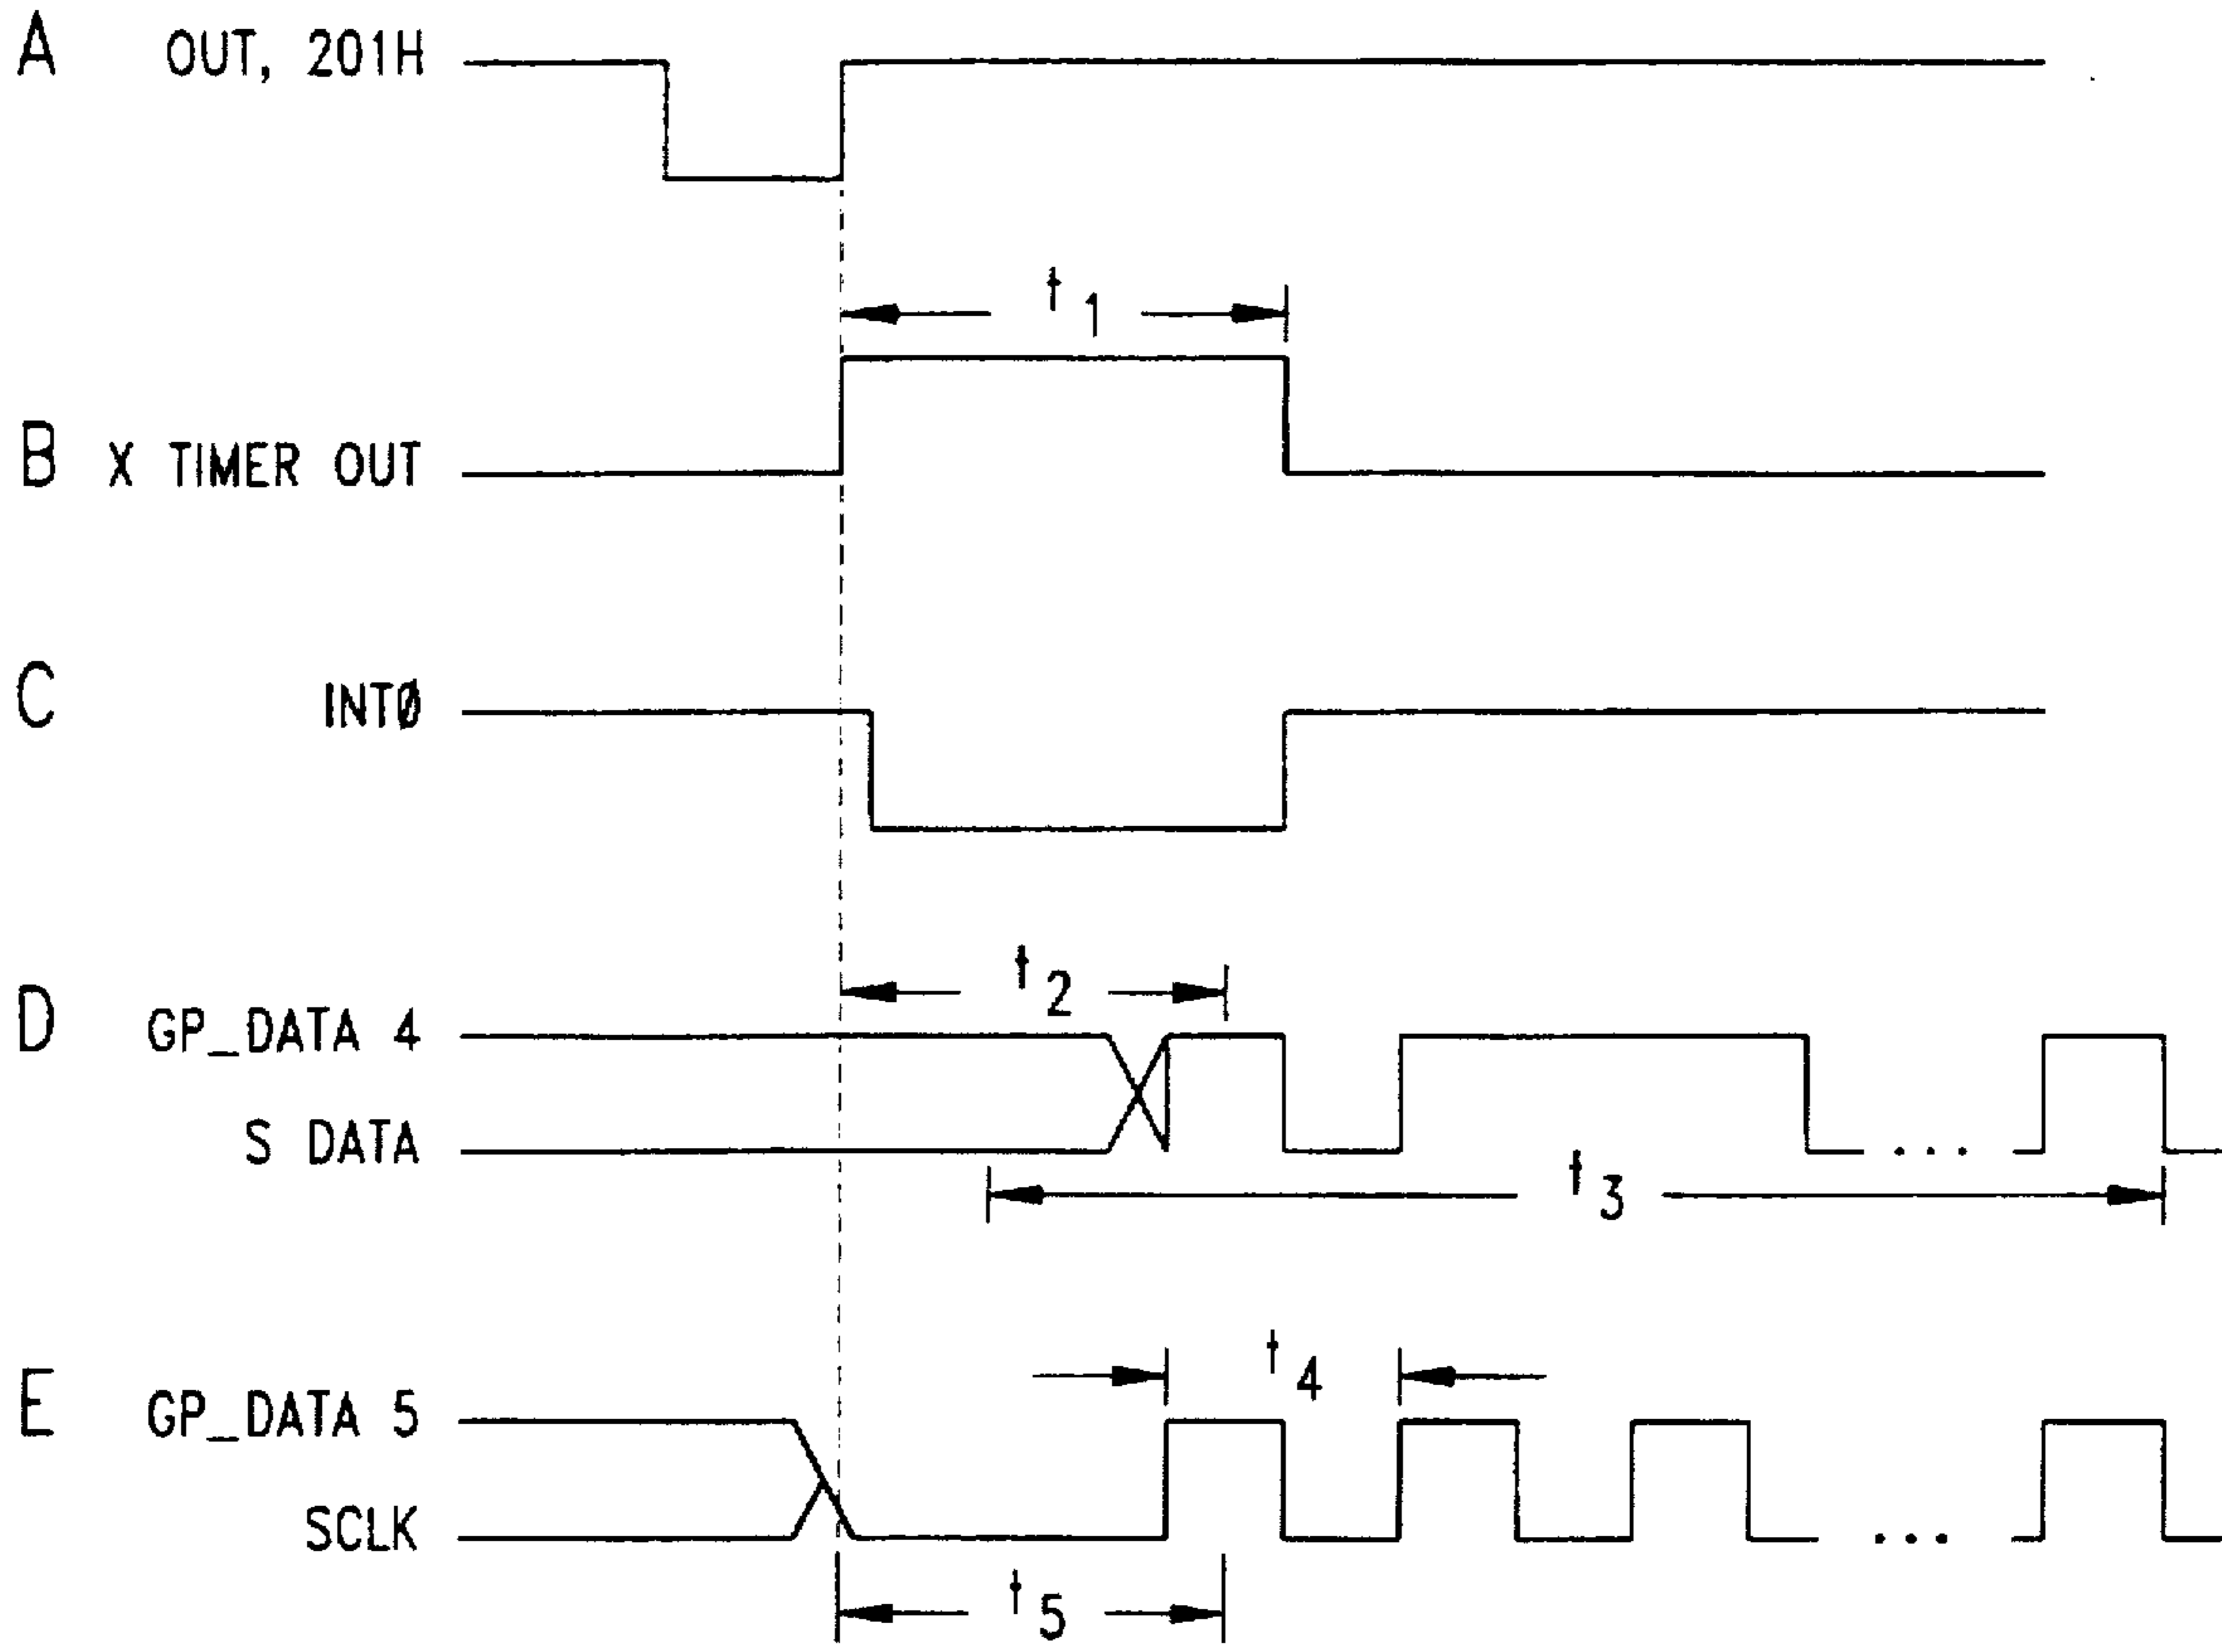 A OUT, 201H
t1
B X TIMER OUT
C INTØ
t2
D GP_DATA 4
S DATA
...
t3
t4
E GP_DATA 5
SCLK
...
t5